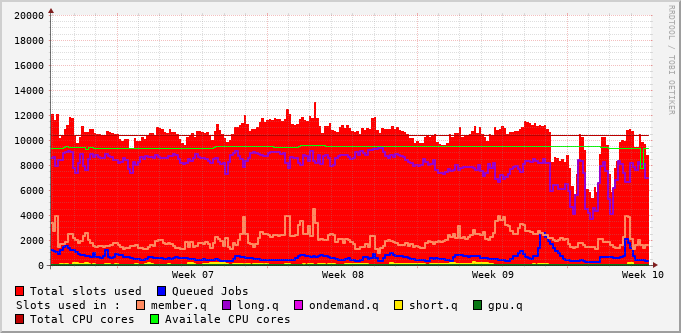 20000
18000
16000
14000
12000
10000
8000
6000
4000
2000
0
Week 07 Week 08 Week 09 Week 10
Total slots used Queued Jobs
Slots used in : member.q long.q ondemand.q short.q gpu.q
Total CPU cores Availale CPU cores
RRDTOOL / TOBI OETIKER